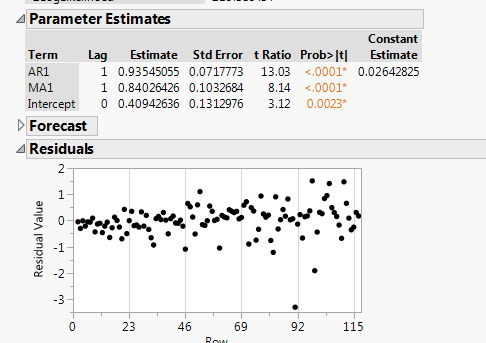 Parameter Estimates
Constant
Term Lag Estimate Std Error t Ratio Prob>|t| Estimate
AR1 1 0.93545055 0.0717773 13.03 <.0001* 0.02642825
MA1 1 0.84026426 0.1032684 8.14 <.0001*
Intercept 0 0.40942636 0.1312976 3.12 0.0023*
Forecast
Residuals
Residual Value
2
1
0
-1
-2
-3
0 23 46 69 92 115
Row